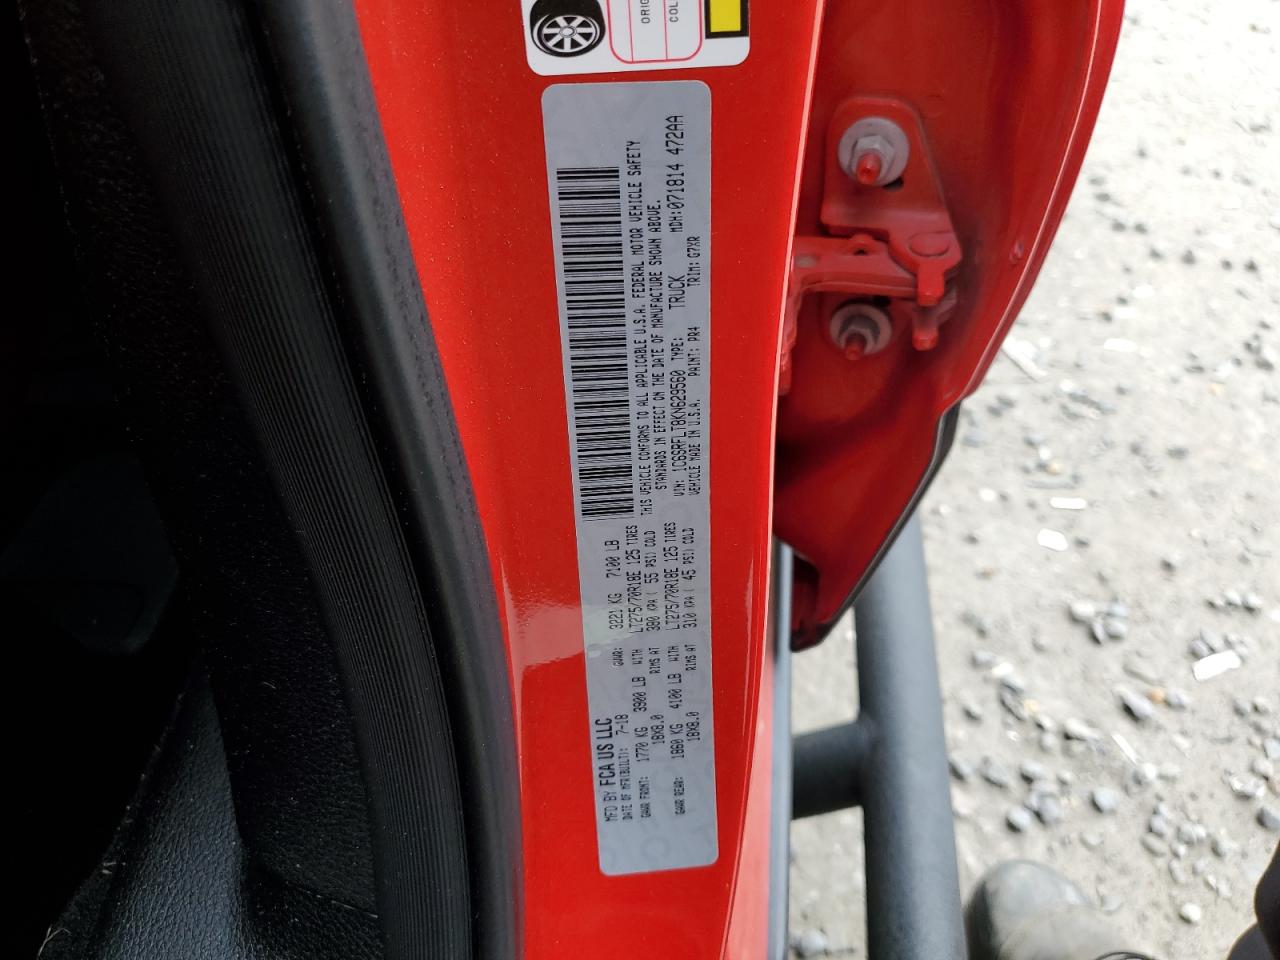 ORIG
COL
MFD BY FCA US LLC
DATE OF MFR(BUILT): 7-18 GVWR: 3221 KG 7100 LB
GAWR FRONT: 1770 KG 3900 LB WITH LT275/70R18E 125 TIRES
18X8.0 RIMS AT 380 KPA ( 55 PSI) COLD
GAWR REAR: 1860 KG 4100 LB WITH LT275/70R18E 125 TIRES
18X8.0 RIMS AT 310 KPA ( 45 PSI) COLD
THIS VEHICLE CONFORMS TO ALL APPLICABLE U.S.A. FEDERAL MOTOR VEHICLE SAFETY
STANDARDS IN EFFECT ON THE DATE OF MANUFACTURE SHOWN ABOVE.
VIN: 1C6SRFLT8KN629560 TYPE: TRUCK MDH:071814 472AA
VEHICLE MADE IN U.S.A. PAINT: PR4 TRIM: G7XR